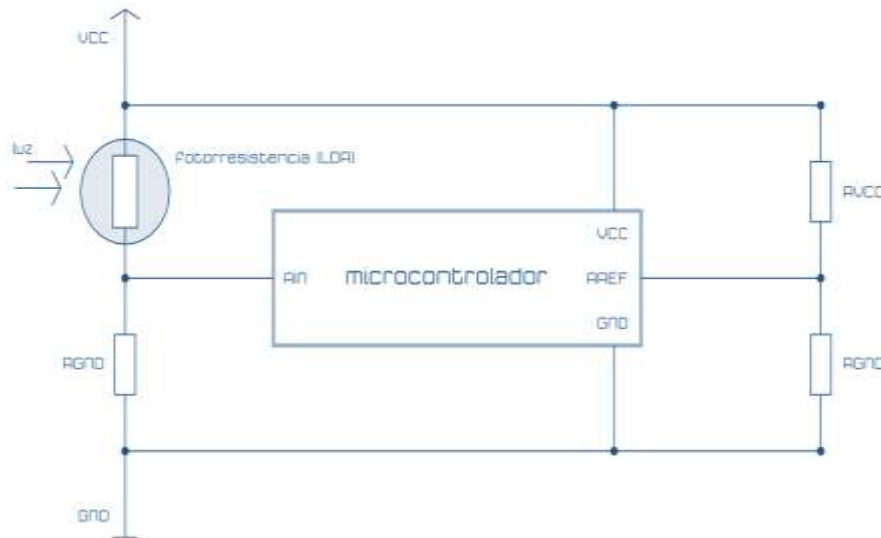 VCC
luz
fotorresistencia (LDR)
RVCC
VCC
AIN
microcontrolador
AREF
GND
RGND
RGND
GND